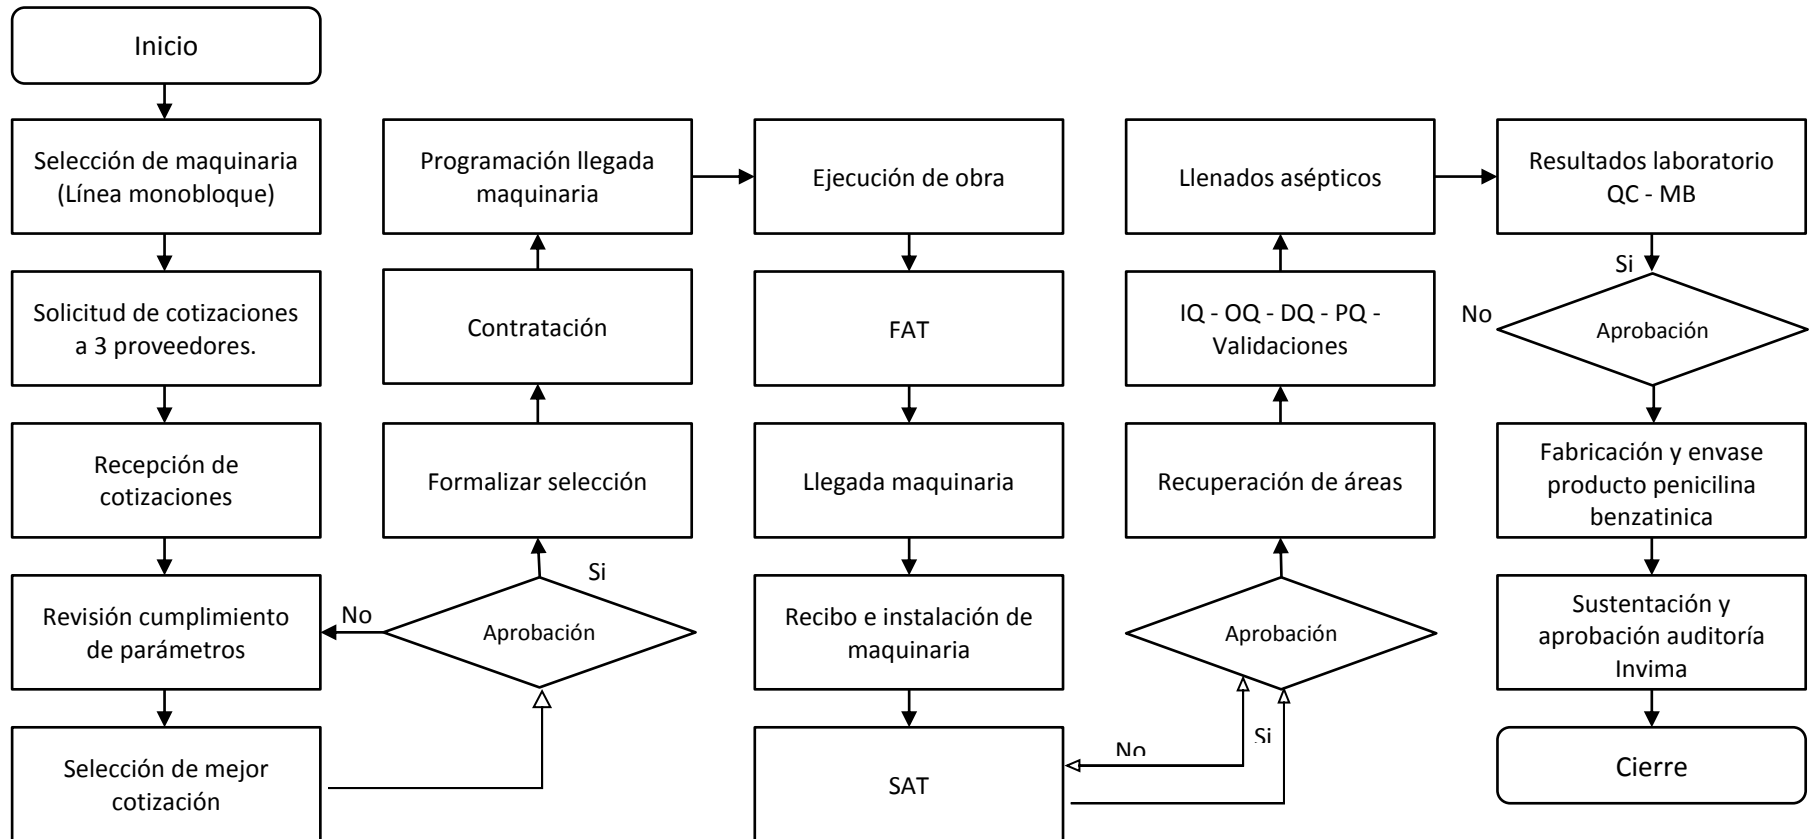 Inicio
Selección de maquinaria
(Línea monobloque)
Solicitud de cotizaciones
a 3 proveedores.
Recepción de
cotizaciones
Revisión cumplimiento
de parámetros
Selección de mejor
cotización
Programación llegada
maquinaria
Contratación
Formalizar selección
Si
No
Aprobación
Ejecución de obra
FAT
Llegada maquinaria
Recibo e instalación de
maquinaria
SAT
No
Si
Llenados asépticos
IQ - OQ - DQ - PQ -
Validaciones
Recuperación de áreas
Aprobación
Resultados laboratorio
QC - MB
Si
No
Aprobación
Fabricación y envase
producto penicilina
benzatinica
Sustentación y
aprobación auditoría
Invima
Cierre